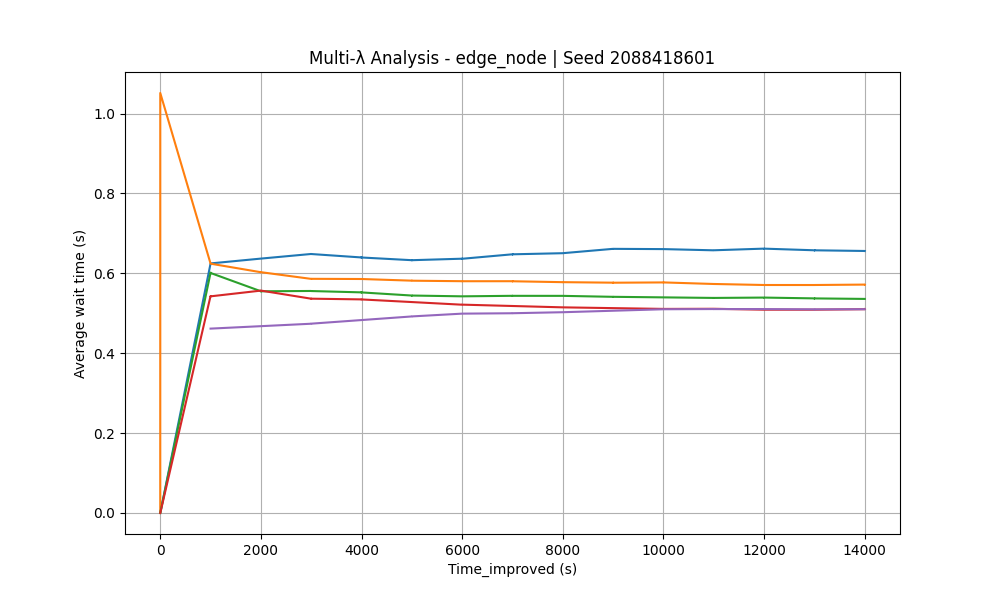 Multi-λ Analysis - edge_node | Seed 2088418601
Average wait time (s)
1.0
0.8
0.6
0.4
0.2
0.0
0 2000 4000 6000 8000 10000 12000 14000
Time_improved (s)